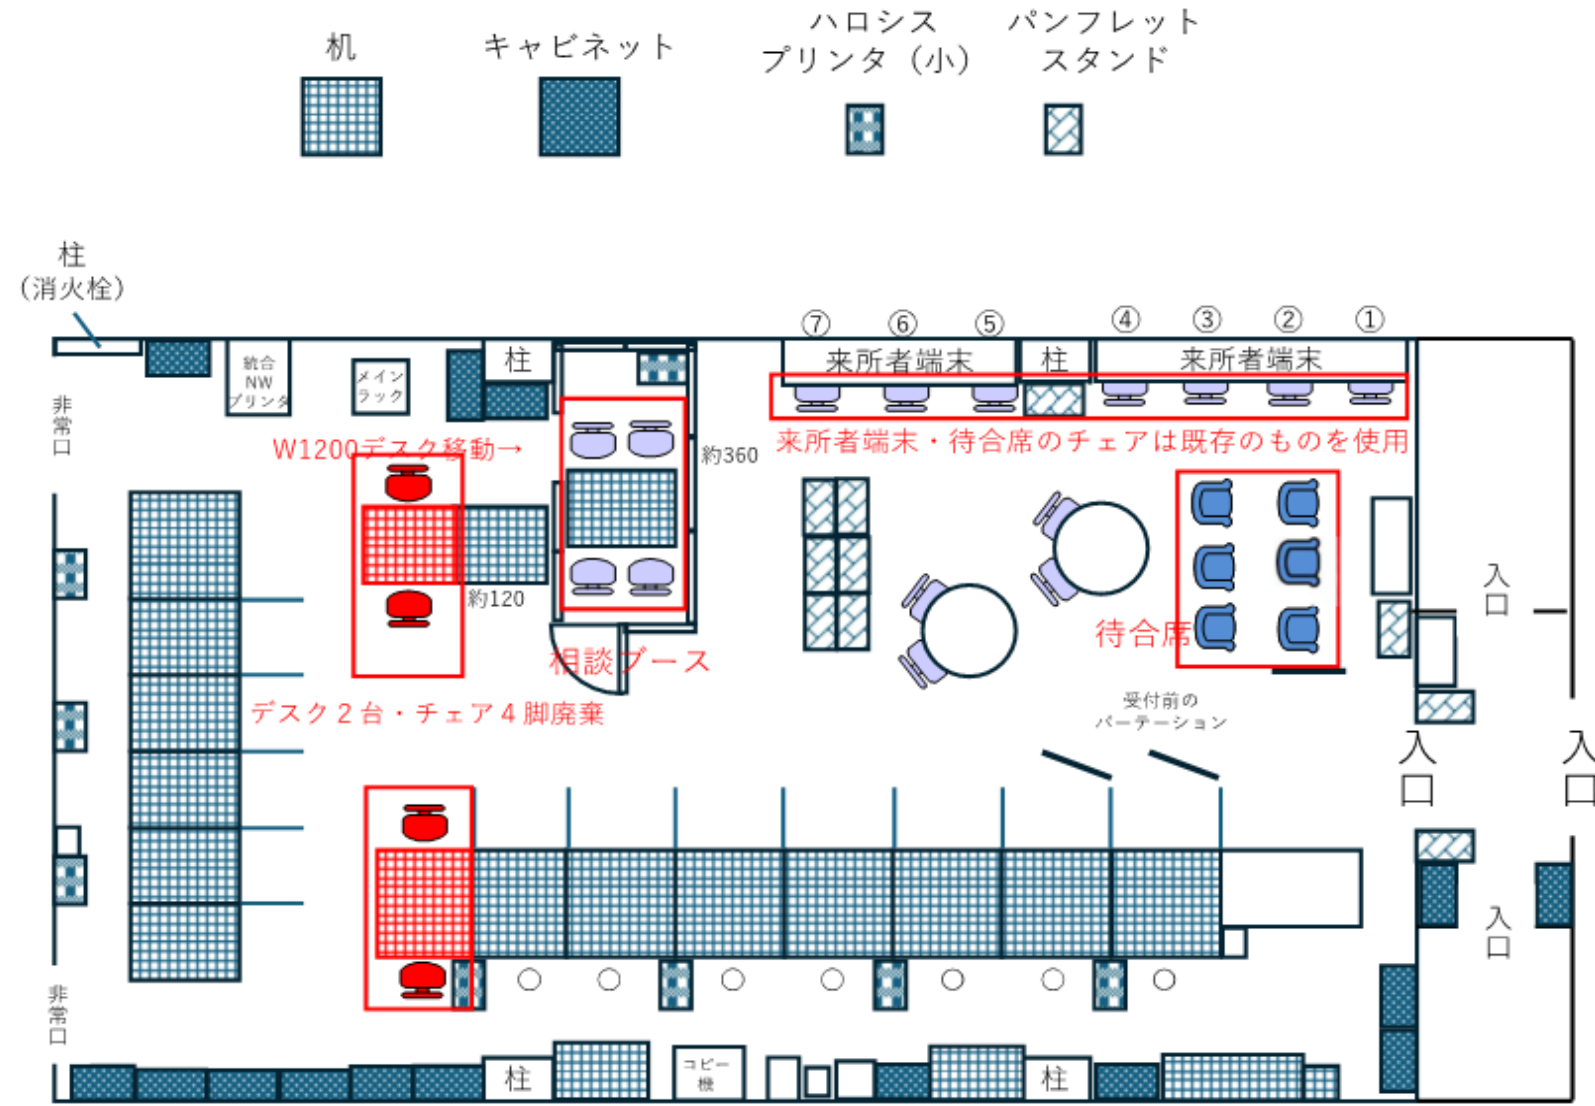 机
キャビネット
ハロシス
プリンタ（小）
パンフレット
スタンド
柱
（消火栓）
⑦
⑥
⑤
④
③
②
①
統合
NW
プリンタ
メイン
ラック
柱
来所者端末
柱
来所者端末
非常口
W1200デスク移動→
約360
来所者端末・待合席のチェアは既存のものを使用
約120
相談ブース
待合席
入口
デスク２台・チェア４脚廃棄
受付前の
パーテーション
入口
入口
入口
非常口
柱
コピー
機
柱